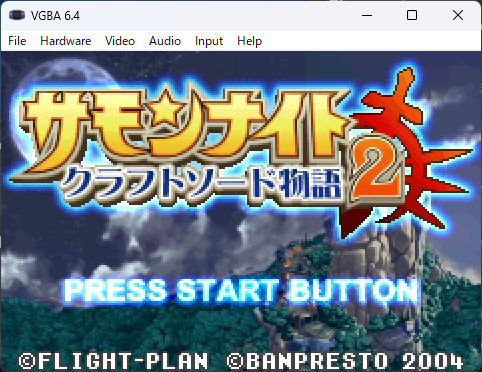 VGBA 6.4
File Hardware Video Audio Input Help
サモンナイト
クラフトソード物語 2
PRESS START BUTTON
©FLIGHT-PLAN ©BANPRESTO 2004